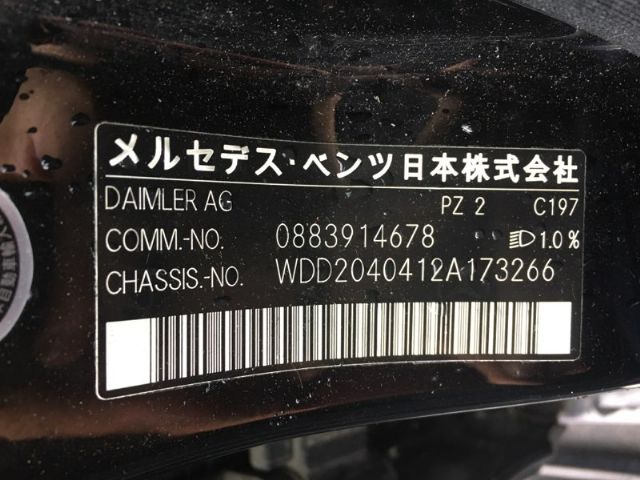 メルセデス・ベンツ日本株式会社
DAIMLER AG PZ 2 C197
COMM.-NO. 0883914678 1.0%
CHASSIS.-NO. WDD2040412A173266